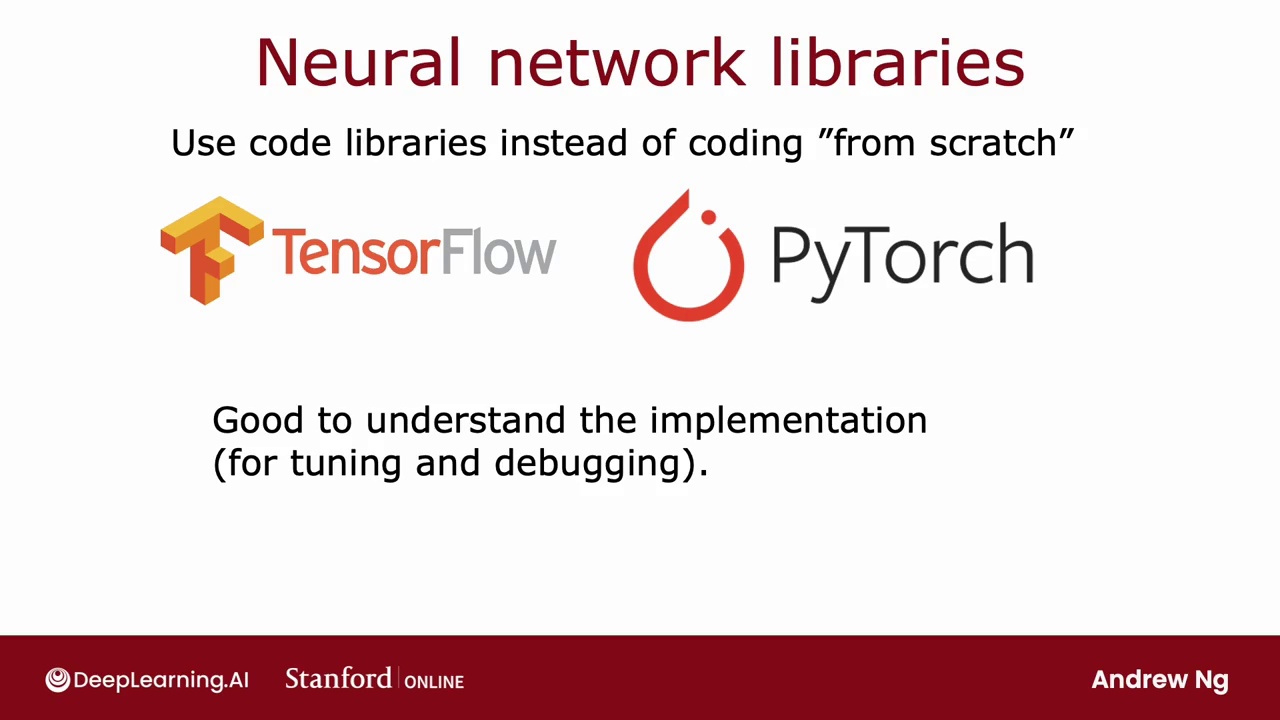 Neural network libraries
Use code libraries instead of coding ”from scratch”
TensorFlow
PyTorch
Good to understand the implementation
(for tuning and debugging).
DeepLearning.AI
Stanford | ONLINE
Andrew Ng